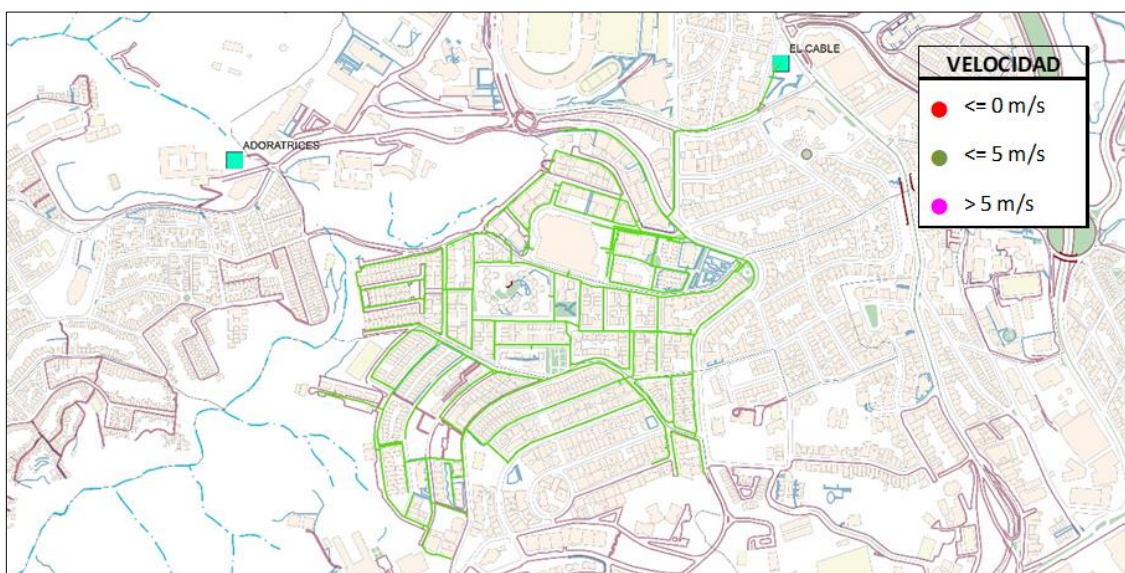 EL CABLE
ADORATRICES
VELOCIDAD
<= 0 m/s
<= 5 m/s
> 5 m/s